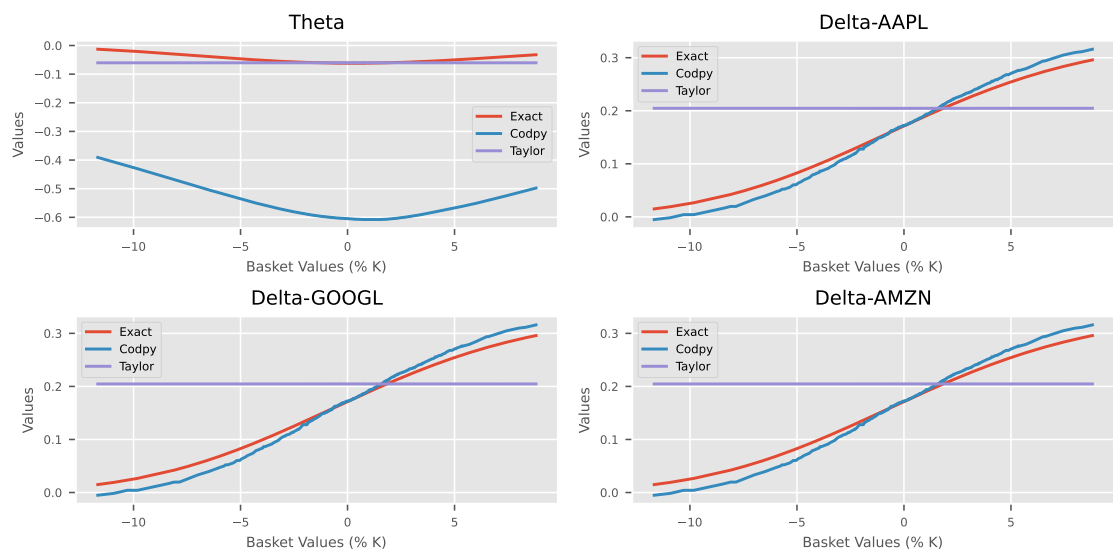 Theta
Values
0.0
−0.1
−0.2
−0.3
−0.4
−0.5
−0.6
Exact
Codpy
Taylor
−10
−5
0
5
Basket Values (% K)
Delta-AAPL
Values
0.3
0.2
0.1
0.0
Exact
Codpy
Taylor
−10
−5
0
5
Basket Values (% K)
Delta-GOOGL
Values
0.3
0.2
0.1
0.0
Exact
Codpy
Taylor
−10
−5
0
5
Basket Values (% K)
Delta-AMZN
Values
0.3
0.2
0.1
0.0
Exact
Codpy
Taylor
−10
−5
0
5
Basket Values (% K)